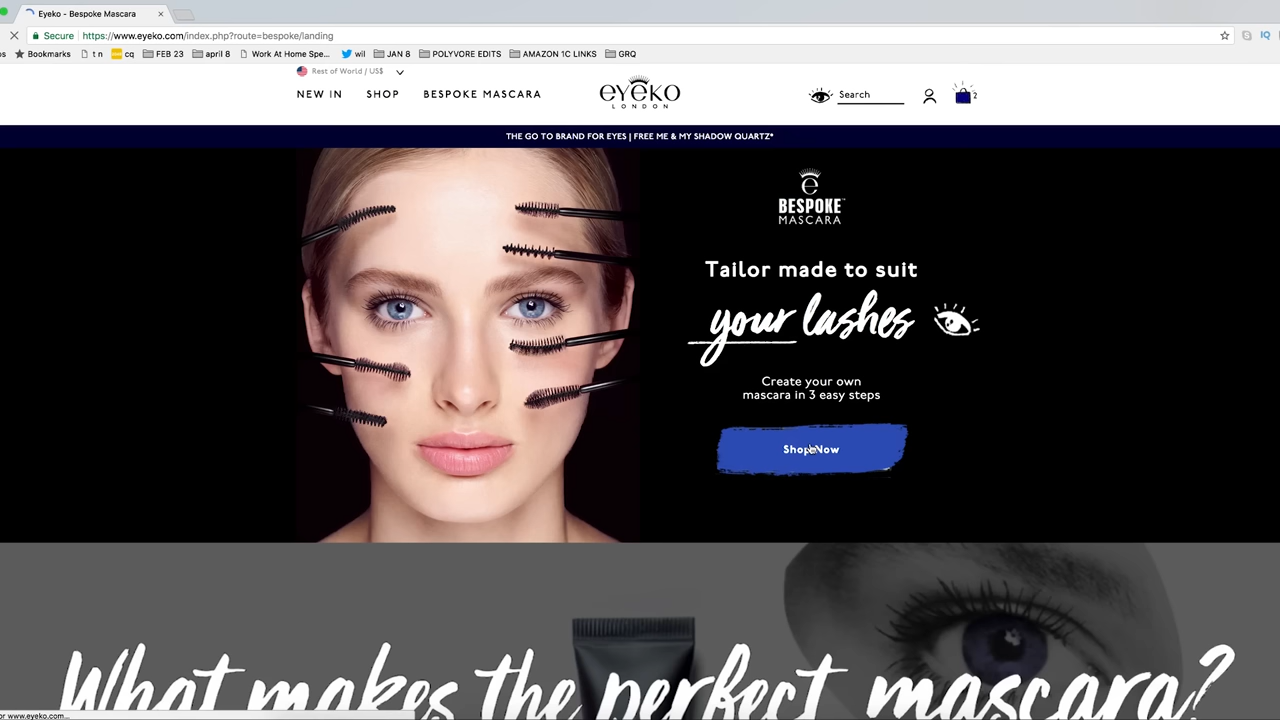 Eyeko - Bespoke Mascara
Secure https://www.eyeko.com/index.php?route=bespoke/landing
Bookmarks t n cq FEB 23 april 8 Work At Home Spe... wil JAN 8 POLYVORE EDITS AMAZON 1C LINKS GRQ
Rest of World / US$
NEW IN SHOP BESPOKE MASCARA
eyeko
LONDON
Search
2
THE GO TO BRAND FOR EYES | FREE ME & MY SHADOW QUARTZ*
e
BESPOKE™
MASCARA
Tailor made to suit
your lashes
Create your own
mascara in 3 easy steps
Shop Now
What makes the perfect mascara?
or www.eyeko.com...